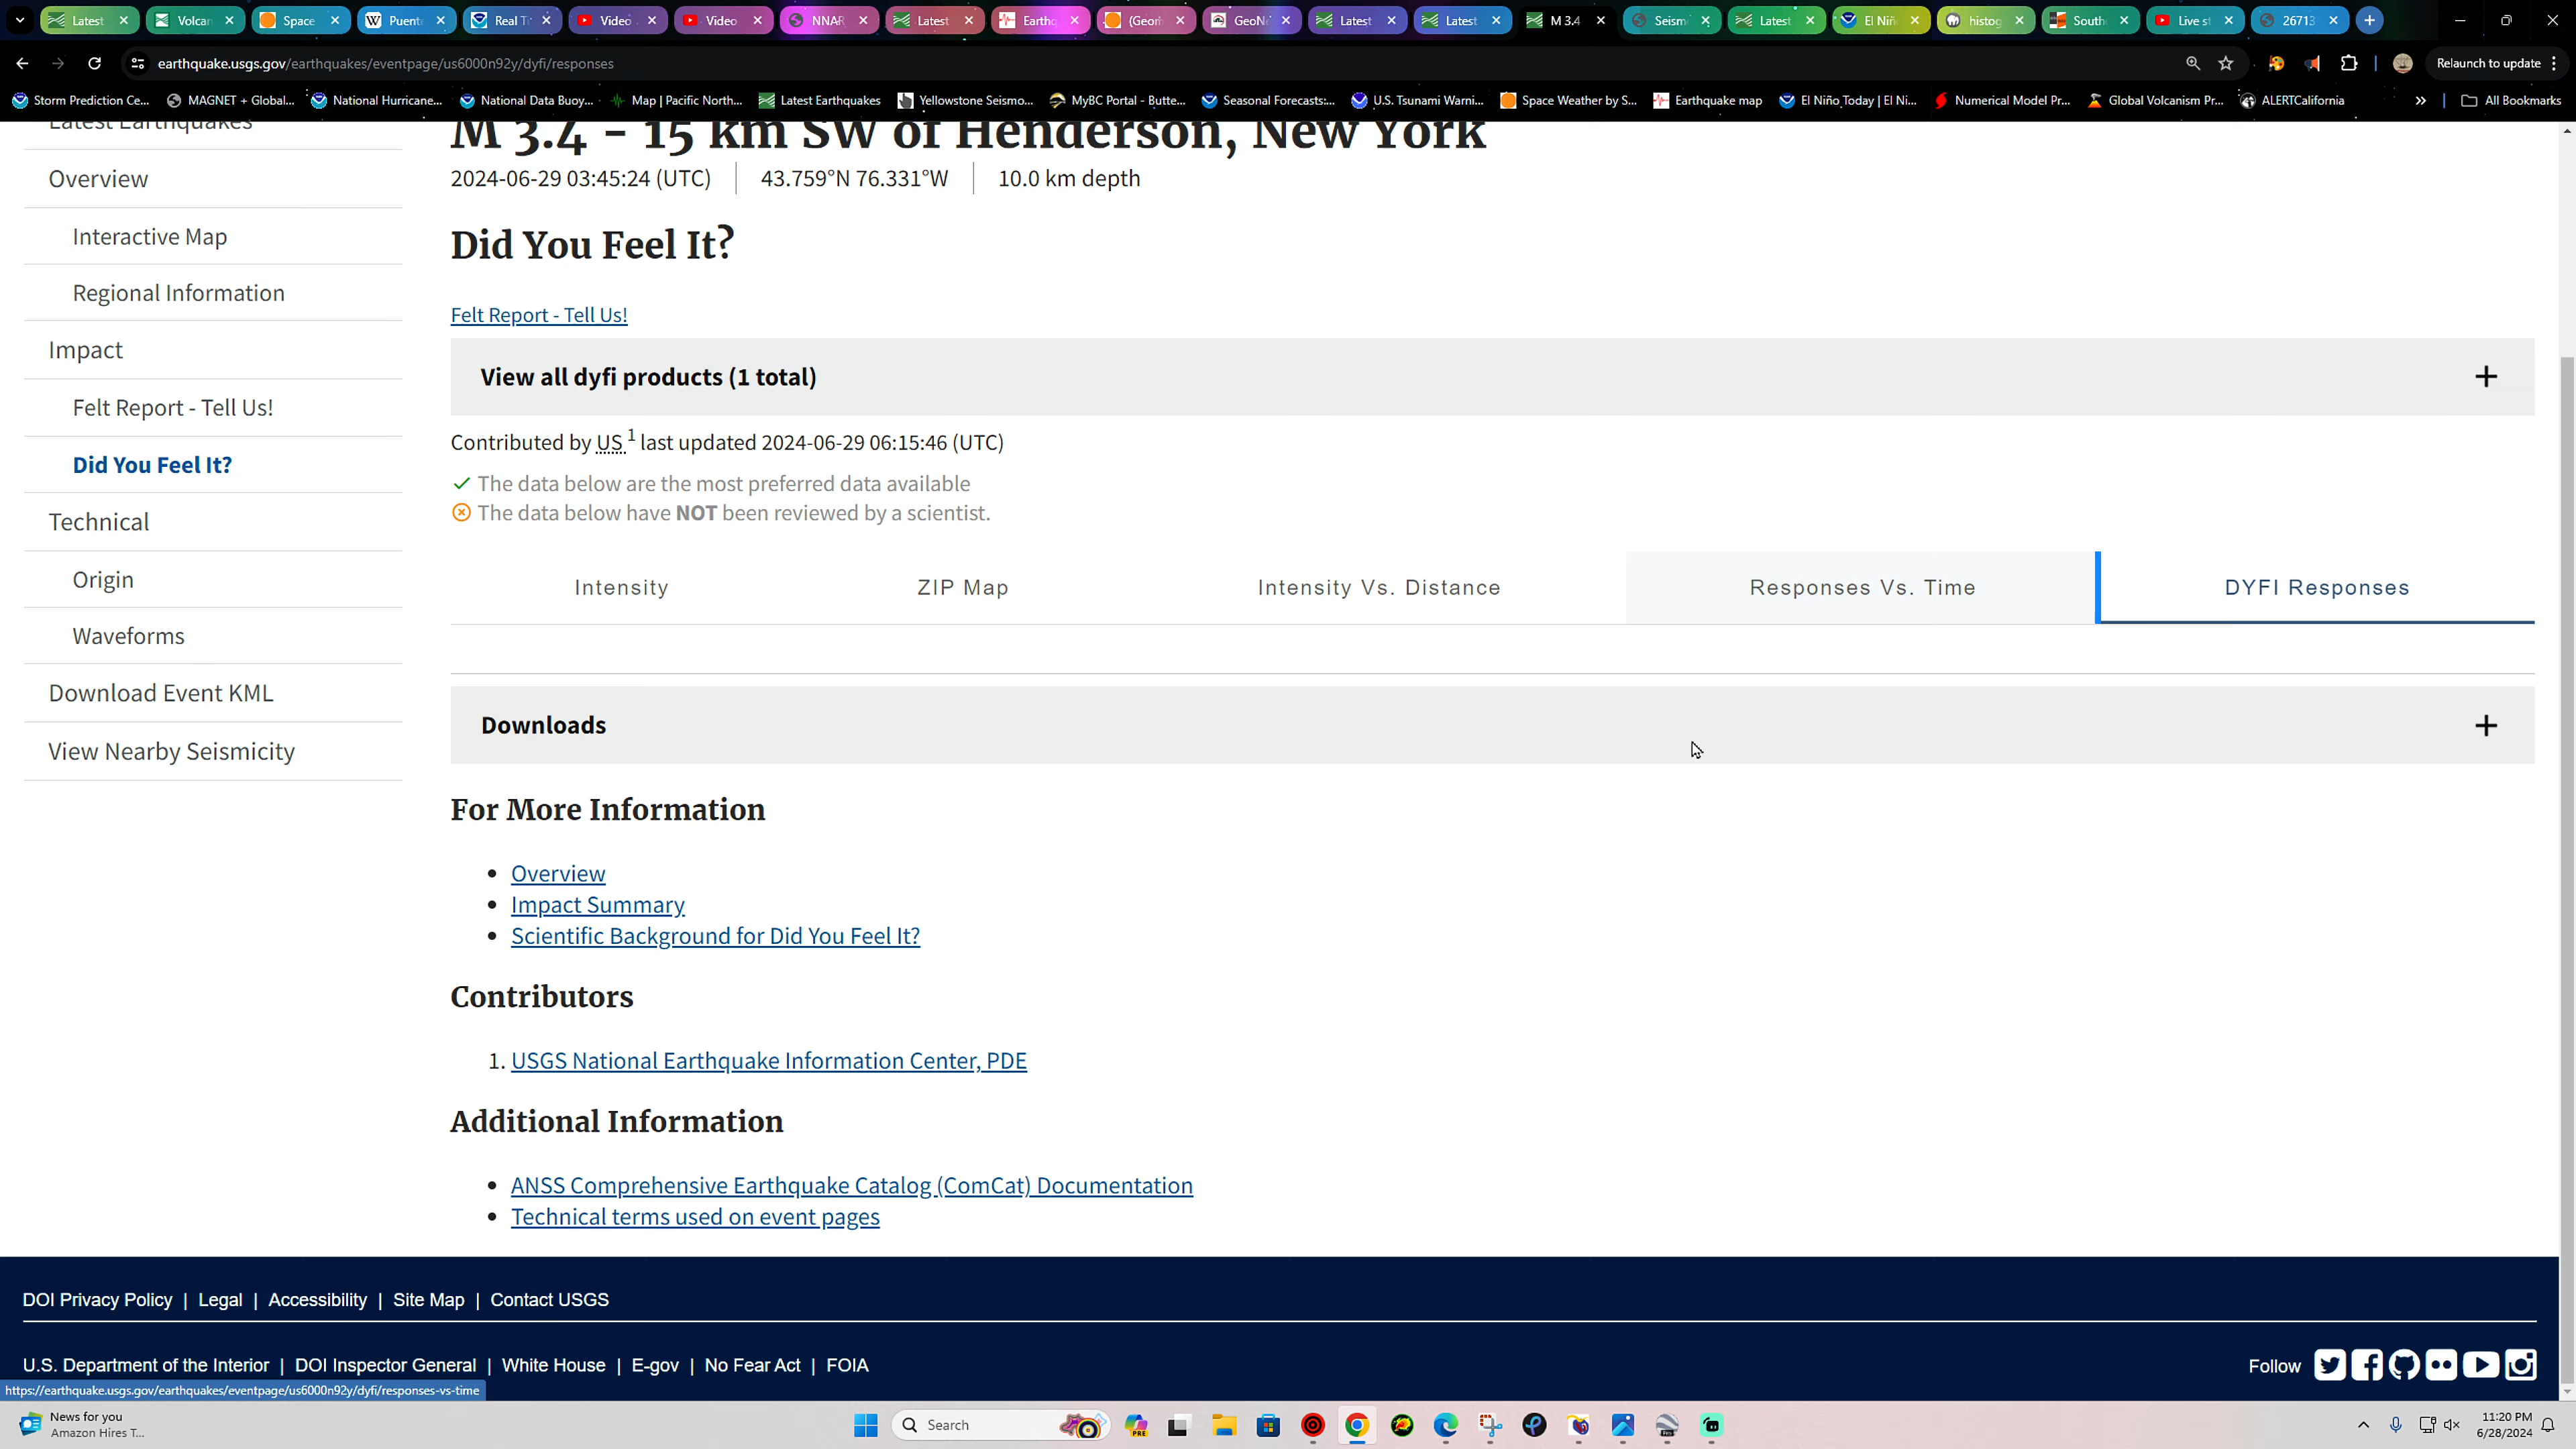 Latest
Volcan
Space
Puent
Real Ti
Video
Video
NNAR
Latest
Earthq
(Georh
GeoNe
Latest
Latest
M 3.4
Seism
Latest
El Niñ
histog
South
Live st
26713
earthquake.usgs.gov/earthquakes/eventpage/us6000n92y/dyfi/responses
Relaunch to update
Storm Prediction Ce...
MAGNET + Global...
National Hurricane...
National Data Buoy...
Map | Pacific North...
Latest Earthquakes
Yellowstone Seismo...
MyBC Portal - Butte...
Seasonal Forecasts:...
U.S. Tsunami Warni...
Space Weather by S...
Earthquake map
El Niño Today | El Ni...
Numerical Model Pr...
Global Volcanism Pr...
ALERTCalifornia
All Bookmarks
Latest Earthquakes
Overview
Interactive Map
Regional Information
Impact
Felt Report - Tell Us!
Did You Feel It?
Technical
Origin
Waveforms
Download Event KML
View Nearby Seismicity
M 3.4 - 15 km SW of Henderson, New York
2024-06-29 03:45:24 (UTC) 43.759°N 76.331°W 10.0 km depth
Did You Feel It?
Felt Report - Tell Us!
View all dyfi products (1 total) +
Contributed by US 1 last updated 2024-06-29 06:15:46 (UTC)
The data below are the most preferred data available
The data below have NOT been reviewed by a scientist.
Intensity ZIP Map Intensity Vs. Distance Responses Vs. Time DYFI Responses
Downloads +
For More Information
• Overview
• Impact Summary
• Scientific Background for Did You Feel It?
Contributors
1. USGS National Earthquake Information Center, PDE
Additional Information
• ANSS Comprehensive Earthquake Catalog (ComCat) Documentation
• Technical terms used on event pages
DOI Privacy Policy | Legal | Accessibility | Site Map | Contact USGS
U.S. Department of the Interior | DOI Inspector General | White House | E-gov | No Fear Act | FOIA
Follow
https://earthquake.usgs.gov/earthquakes/eventpage/us6000n92y/dyfi/responses-vs-time
News for you
Amazon Hires T...
Search
PRE
11:20 PM
6/28/2024